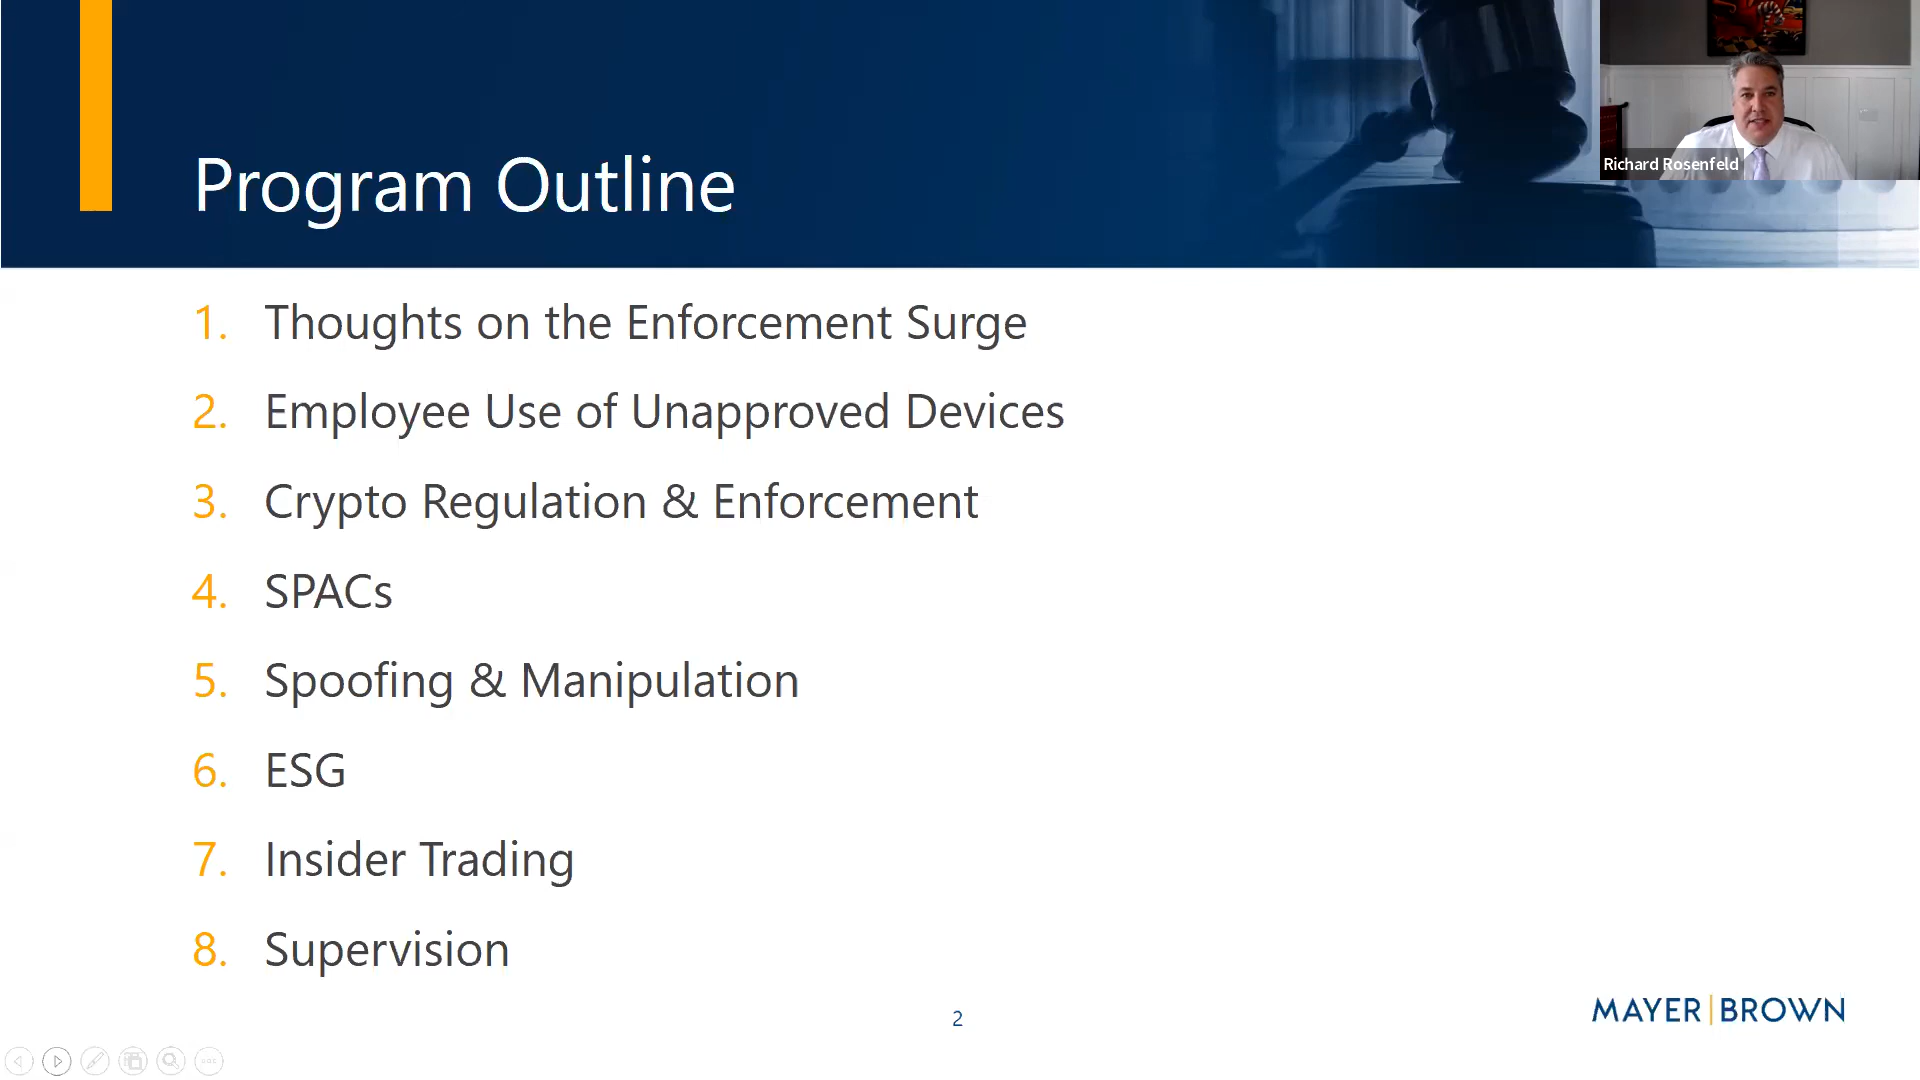 Program Outline
Richard Rosenfeld
1. Thoughts on the Enforcement Surge
2. Employee Use of Unapproved Devices
3. Crypto Regulation & Enforcement
4. SPACs
5. Spoofing & Manipulation
6. ESG
7. Insider Trading
8. Supervision
2
MAYER | BROWN